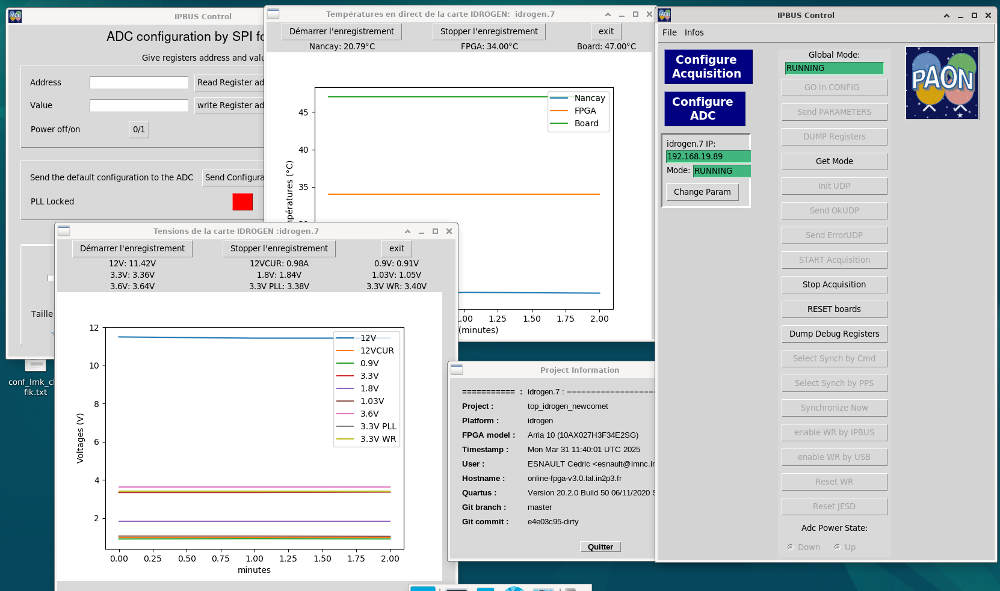 IPBUS Control
ADC configuration by SPI fo
Give registers address and valu
Address
Read Register ad
Value
write Register ad
Power off/on
0/1
Send the default configuration to the ADC
Send Configura
PLL Locked
Taille
conf_lmk_cl
fik.txt
Températures en direct de la carte IDROGEN: idrogen.7
Démarrer l'enregistrement
Stopper l'enregistrement
exit
Nancay: 20.79°C
FPGA: 34.00°C
Board: 47.00°C
Nancay
FPGA
Board
45
40
35
pératures (°C)
1.00 1.25 1.50 1.75 2.00
(minutes)
Tensions de la carte IDROGEN :idrogen.7
Démarrer l'enregistrement
Stopper l'enregistrement
exit
12V: 11.42V
12VCUR: 0.98A
0.9V: 0.91V
3.3V: 3.36V
1.8V: 1.84V
1.03V: 1.05V
3.6V: 3.64V
3.3V PLL: 3.38V
3.3V WR: 3.40V
12V
12VCUR
0.9V
3.3V
1.8V
1.03V
3.6V
3.3V PLL
3.3V WR
12
10
8
6
4
2
Voltages (V)
0.00 0.25 0.50 0.75 1.00 1.25 1.50 1.75 2.00
minutes
Project Information
=========== : idrogen.7 : ==================
Project : top_idrogen_newcomet
Platform : idrogen
FPGA model : Arria 10 (10AX027H3F34E2SG)
Timestamp : Mon Mar 31 11:40:01 UTC 2025
User : ESNAULT Cedric <esnault@imnc.in
Hostname : online-fpga-v3.0.lal.in2p3.fr
Quartus : Version 20.2.0 Build 50 06/11/2020 S
Git branch : master
Git commit : e4e03c95-dirty
Quitter
IPBUS Control
File Infos
Configure
Acquisition
Configure
ADC
idrogen.7 IP:
192.168.19.89
Mode: RUNNING
Change Param
Global Mode:
RUNNING
GO in CONFIG
Send PARAMETERS
DUMP Registers
Get Mode
Init UDP
Send OkUDP
Send ErrorUDP
START Acquisition
Stop Acquisition
RESET boards
Dump Debug Registers
Select Synch by Cmd
Select Synch by PPS
Synchronize Now
enable WR by IPBUS
enable WR by USB
Reset WR
Reset JESD
Adc Power State:
Down Up
PAON